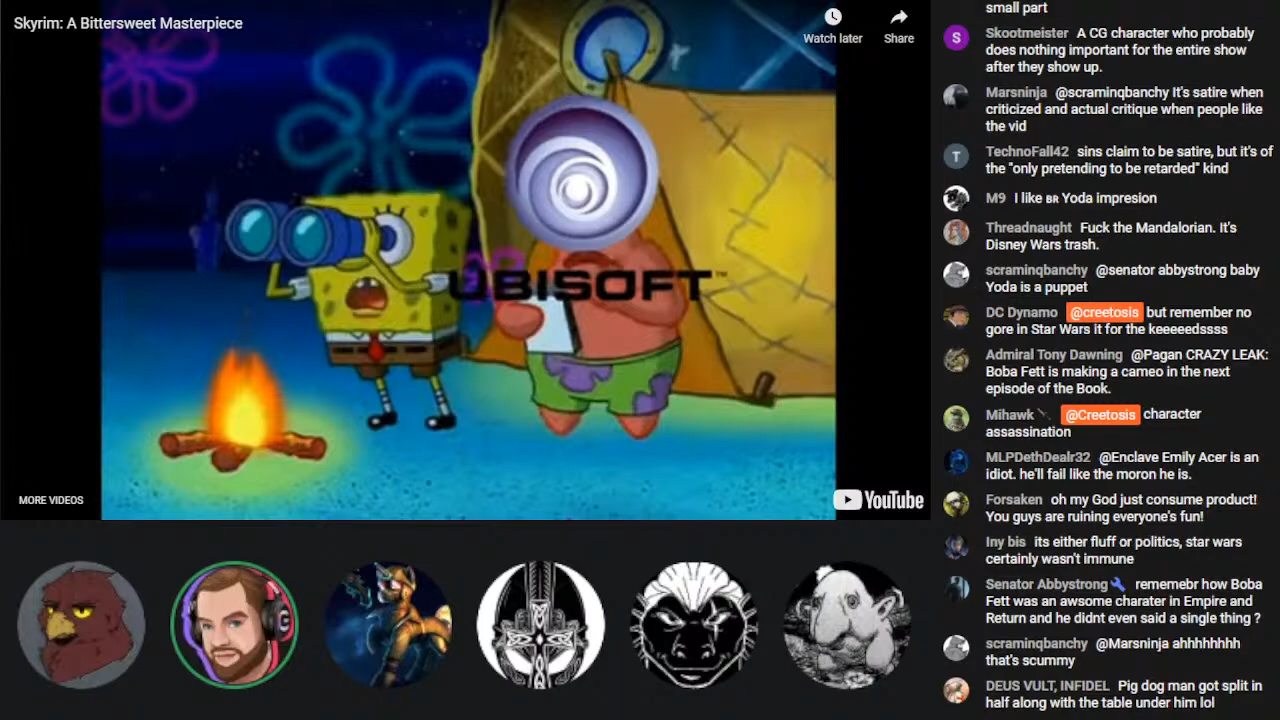 Skyrim: A Bittersweet Masterpiece
Watch later
Share
UBISOFT™
MORE VIDEOS
YouTube
small part
S
Skootmeister A CG character who probably
does nothing important for the entire show
after they show up.
Marsninja @scraminqbanchy It's satire when
criticized and actual critique when people like
the vid
T
TechnoFall42 sins claim to be satire, but it's of
the "only pretending to be retarded" kind
M9 I like BR Yoda impresion
Threadnaught Fuck the Mandalorian. It's
Disney Wars trash.
scraminqbanchy @senator abbystrong baby
Yoda is a puppet
DC Dynamo @creetosis but remember no
gore in Star Wars it for the keeeeedssss
Admiral Tony Dawning @Pagan CRAZY LEAK:
Boba Fett is making a cameo in the next
episode of the Book.
Mihawk @Creetosis character
assassination
MLPDethDealr32 @Enclave Emily Acer is an
idiot. he'll fail like the moron he is.
Forsaken oh my God just consume product!
You guys are ruining everyone's fun!
Iny bis its either fluff or politics, star wars
certainly wasn't immune
Senator Abbystrong rememebr how Boba
Fett was an awsome charater in Empire and
Return and he didnt even said a single thing ?
scraminqbanchy @Marsninja ahhhhhhh
that's scummy
DEUS VULT, INFIDEL Pig dog man got split in
half along with the table under him lol